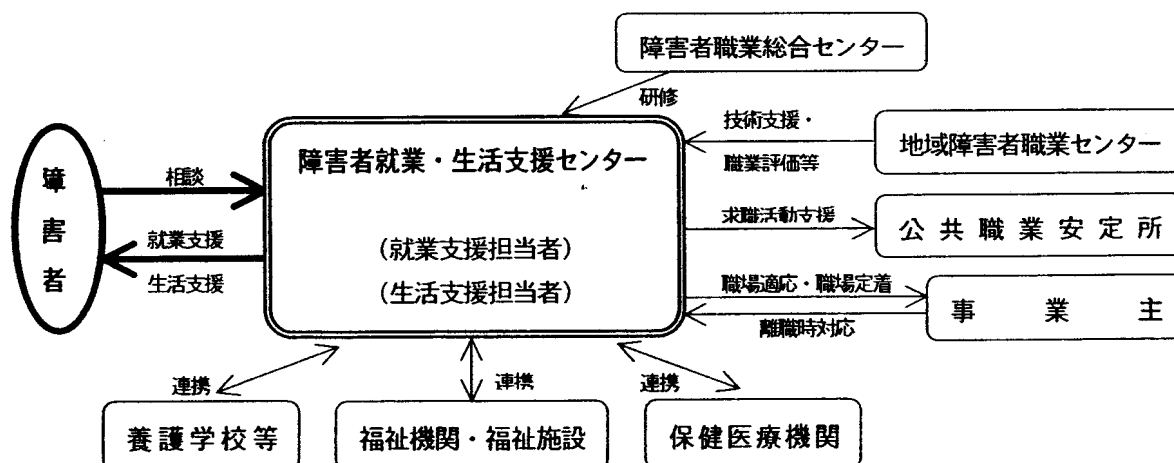 障害者職業総合センター
研修
技術支援・
職業評価等
地域障害者職業センター
障害者就業・生活支援センター
(就業支援担当者)
(生活支援担当者)
障害者
相談
就業支援
生活支援
求職活動支援
公共職業安定所
職場適応・職場定着
離職時対応
事業主
連携
連携
連携
養護学校等
福祉機関・福祉施設
保健医療機関